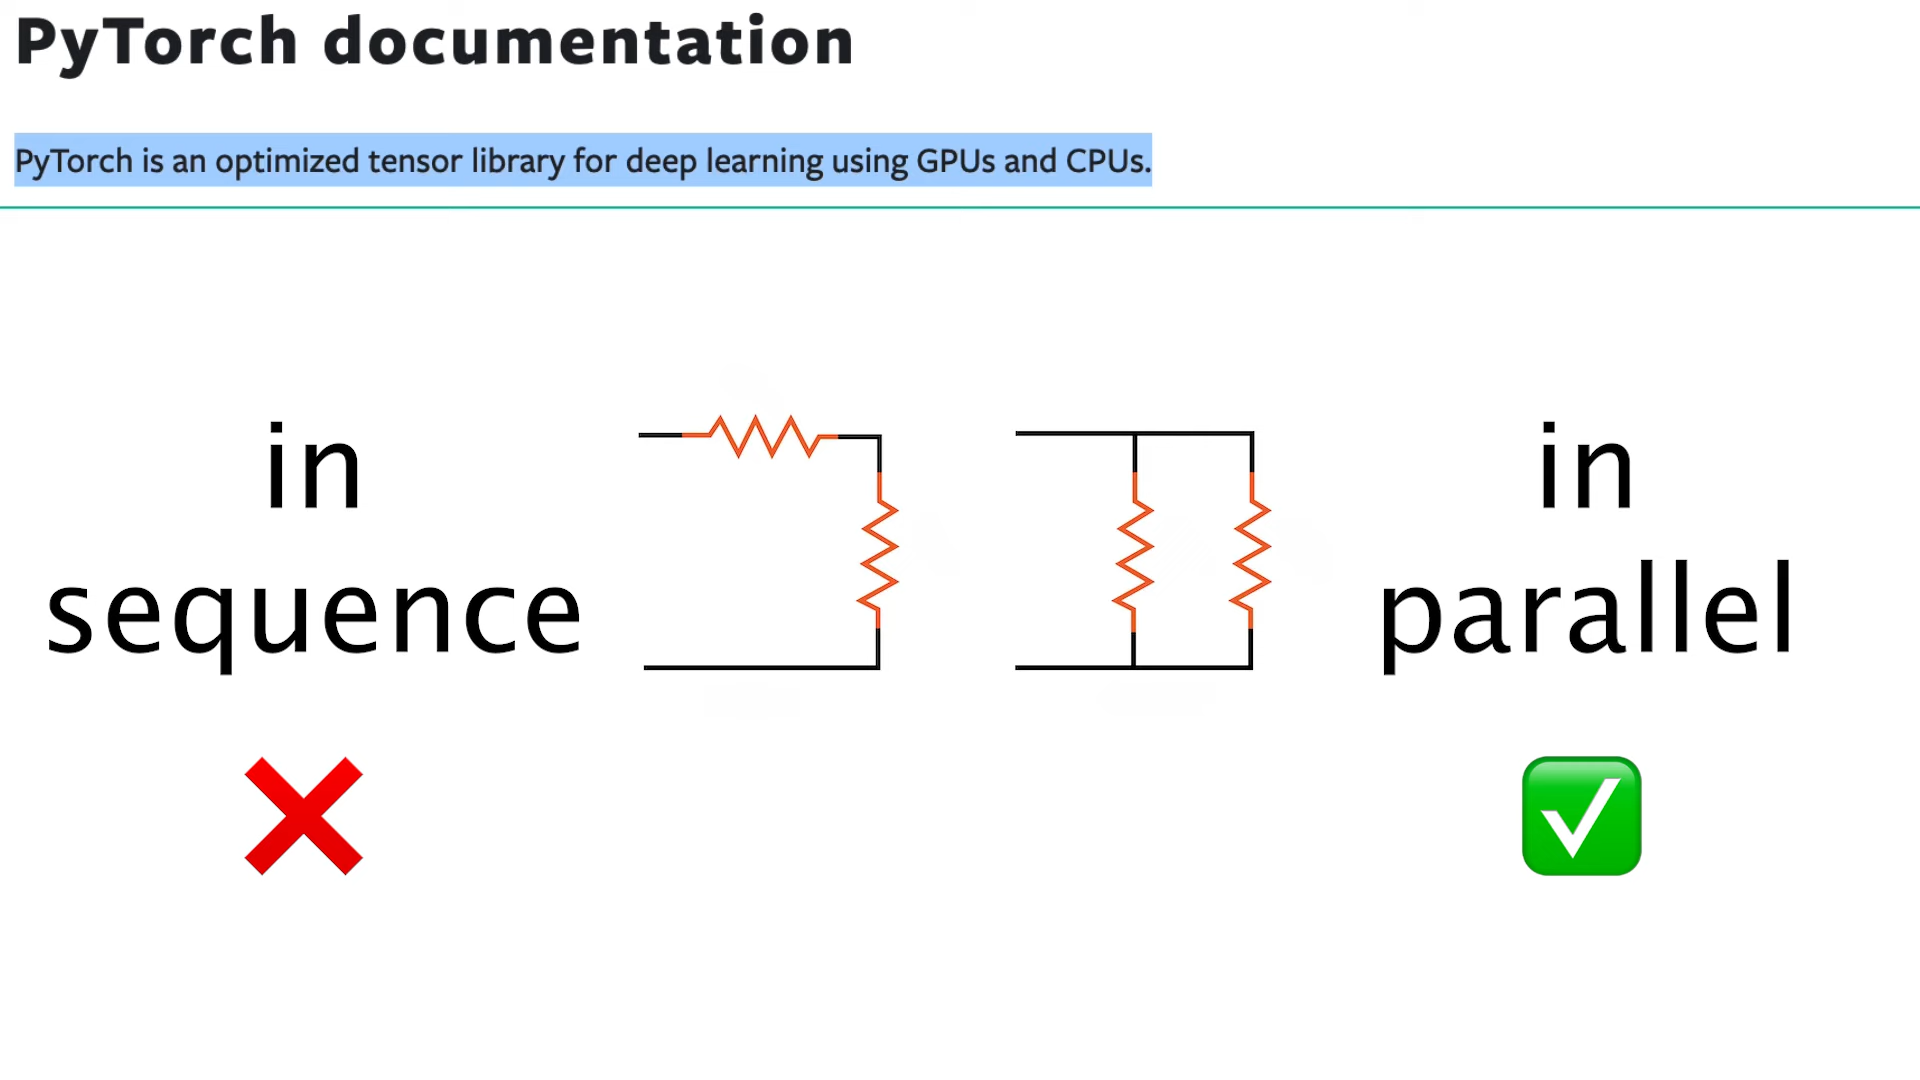 PyTorch documentation
PyTorch is an optimized tensor library for deep learning using GPUs and CPUs.
in
sequence
in
parallel